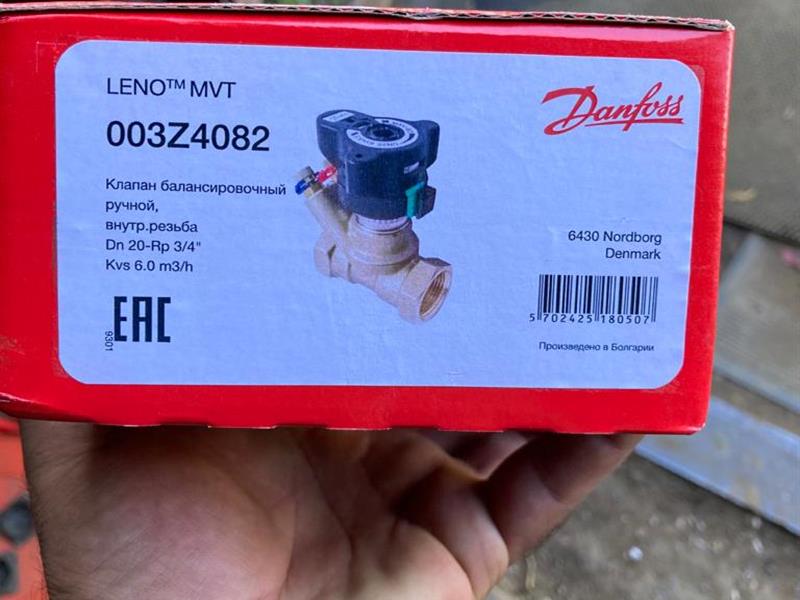 LENO™ MVT
Danfoss
003Z4082
Клапан балансировочный
ручной,
внутр.резьба
Dn 20-Rp 3/4"
Kvs 6.0 m3/h
6430 Nordborg
Denmark
EAC
9301
5 702425 180507
Произведено в Болгарии